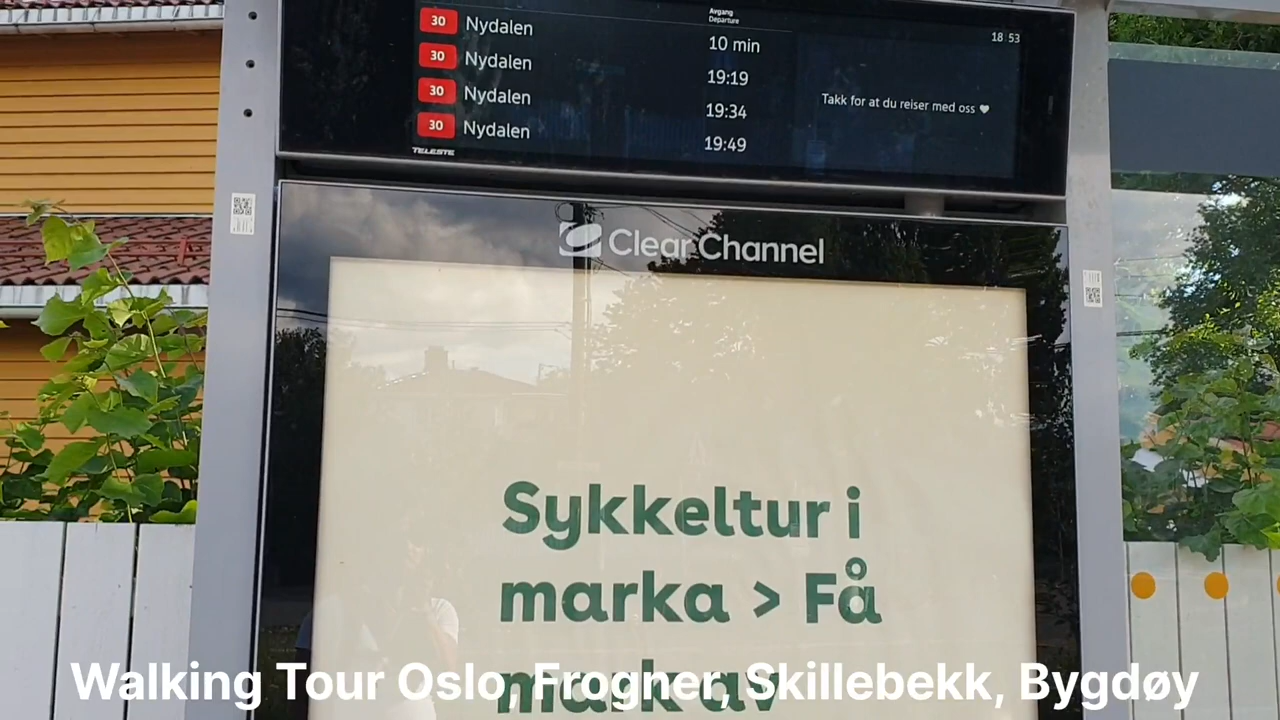 Avgang
Departure
30 Nydalen 10 min
18 53
30 Nydalen 19:19
30 Nydalen 19:34
Takk for at du reiser med oss
30 Nydalen 19:49
TELESTE
Clear Channel
Sykkeltur i
marka > Få
mark av
Walking Tour Oslo, Frogner, Skillebekk, Bygdøy